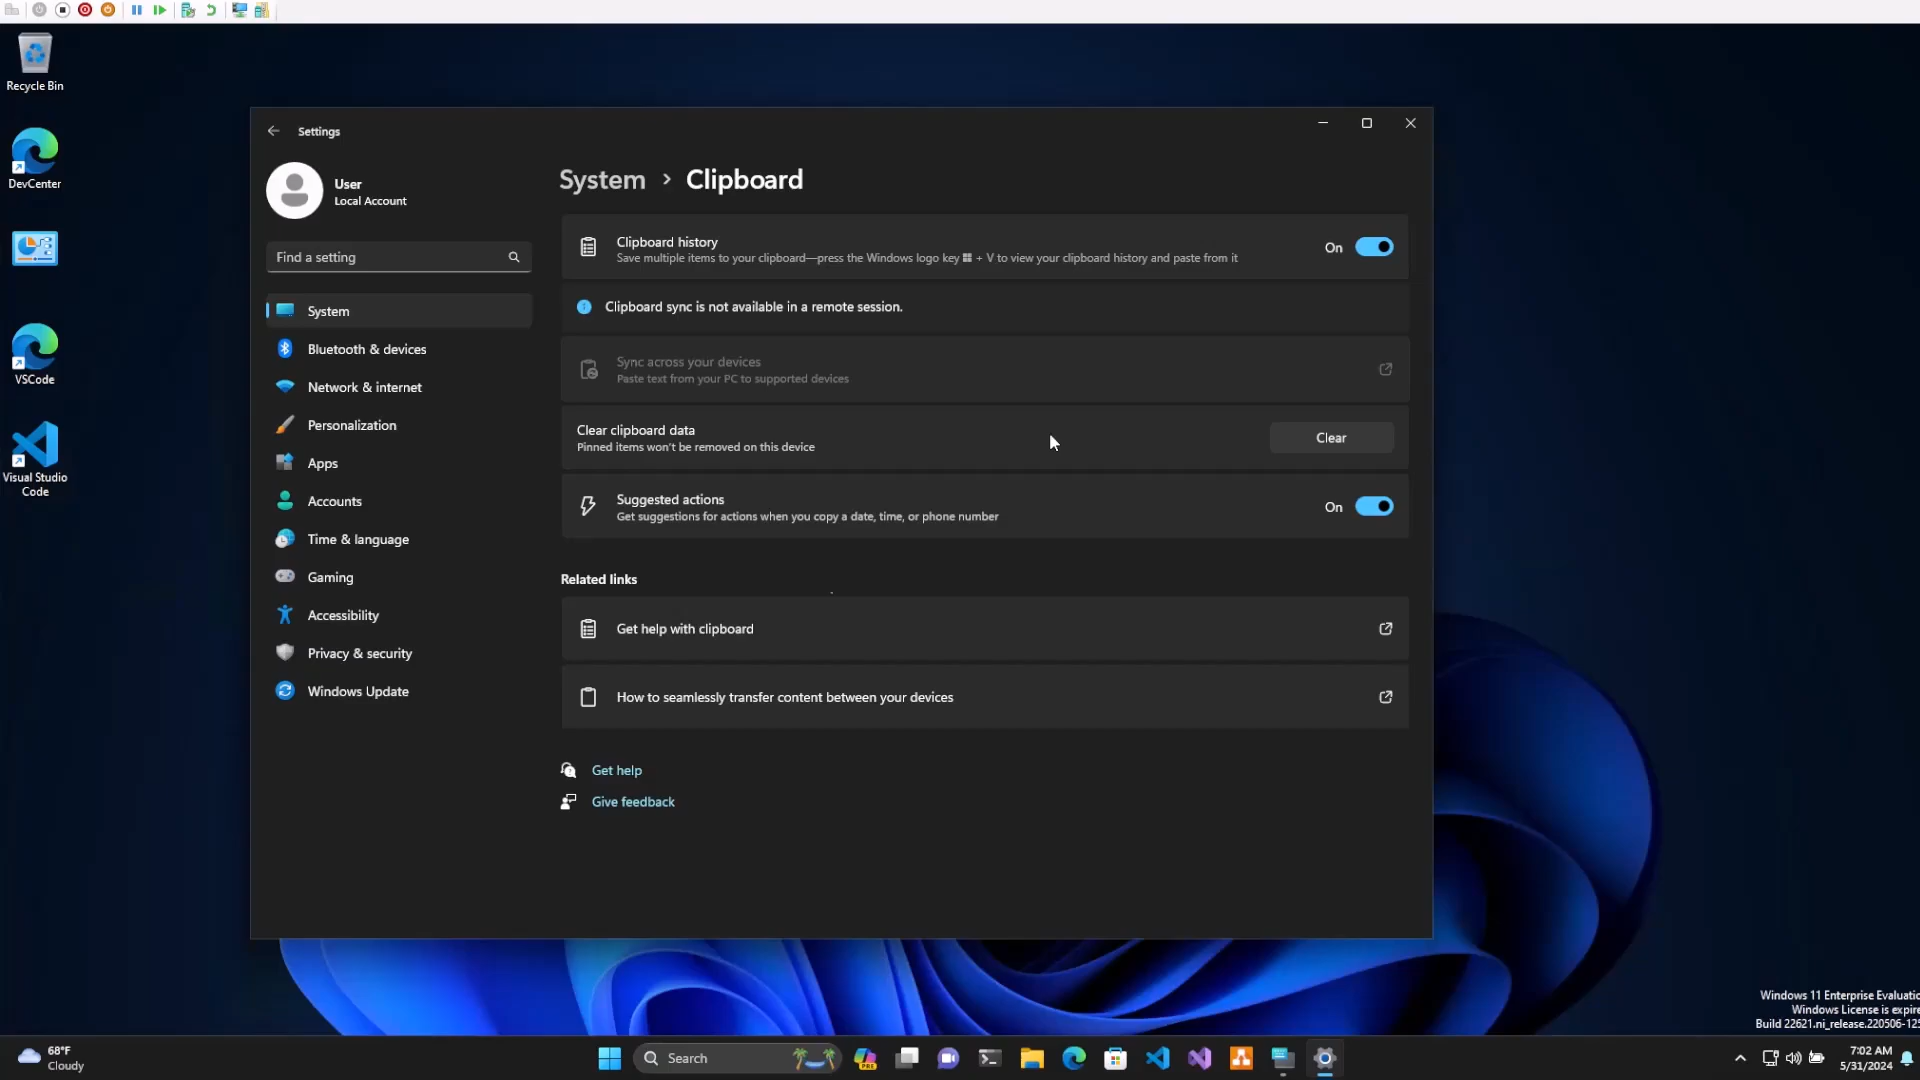 Recycle Bin
DevCenter
VSCode
Visual Studio
Code
Settings
User
Local Account
Find a setting
System
Bluetooth & devices
Network & internet
Personalization
Apps
Accounts
Time & language
Gaming
Accessibility
Privacy & security
Windows Update
System > Clipboard
Clipboard history
Save multiple items to your clipboard—press the Windows logo key + V to view your clipboard history and paste from it
On
Clipboard sync is not available in a remote session.
Sync across your devices
Paste text from your PC to supported devices
Clear clipboard data
Pinned items won't be removed on this device
Clear
Suggested actions
Get suggestions for actions when you copy a date, time, or phone number
On
Related links
Get help with clipboard
How to seamlessly transfer content between your devices
Get help
Give feedback
Windows 11 Enterprise Evaluatio
Windows License is expire
Build 22621.ni_release.220506-125
68°F
Cloudy
Search
PRE
7:02 AM
5/31/2024